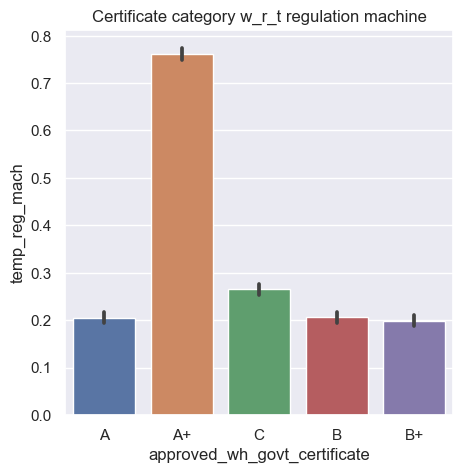 Certificate category w_r_t regulation machine
0.8
0.7
0.6
0.5
0.4
0.3
0.2
0.1
0.0
temp_reg_mach
A A+ C B B+
approved_wh_govt_certificate